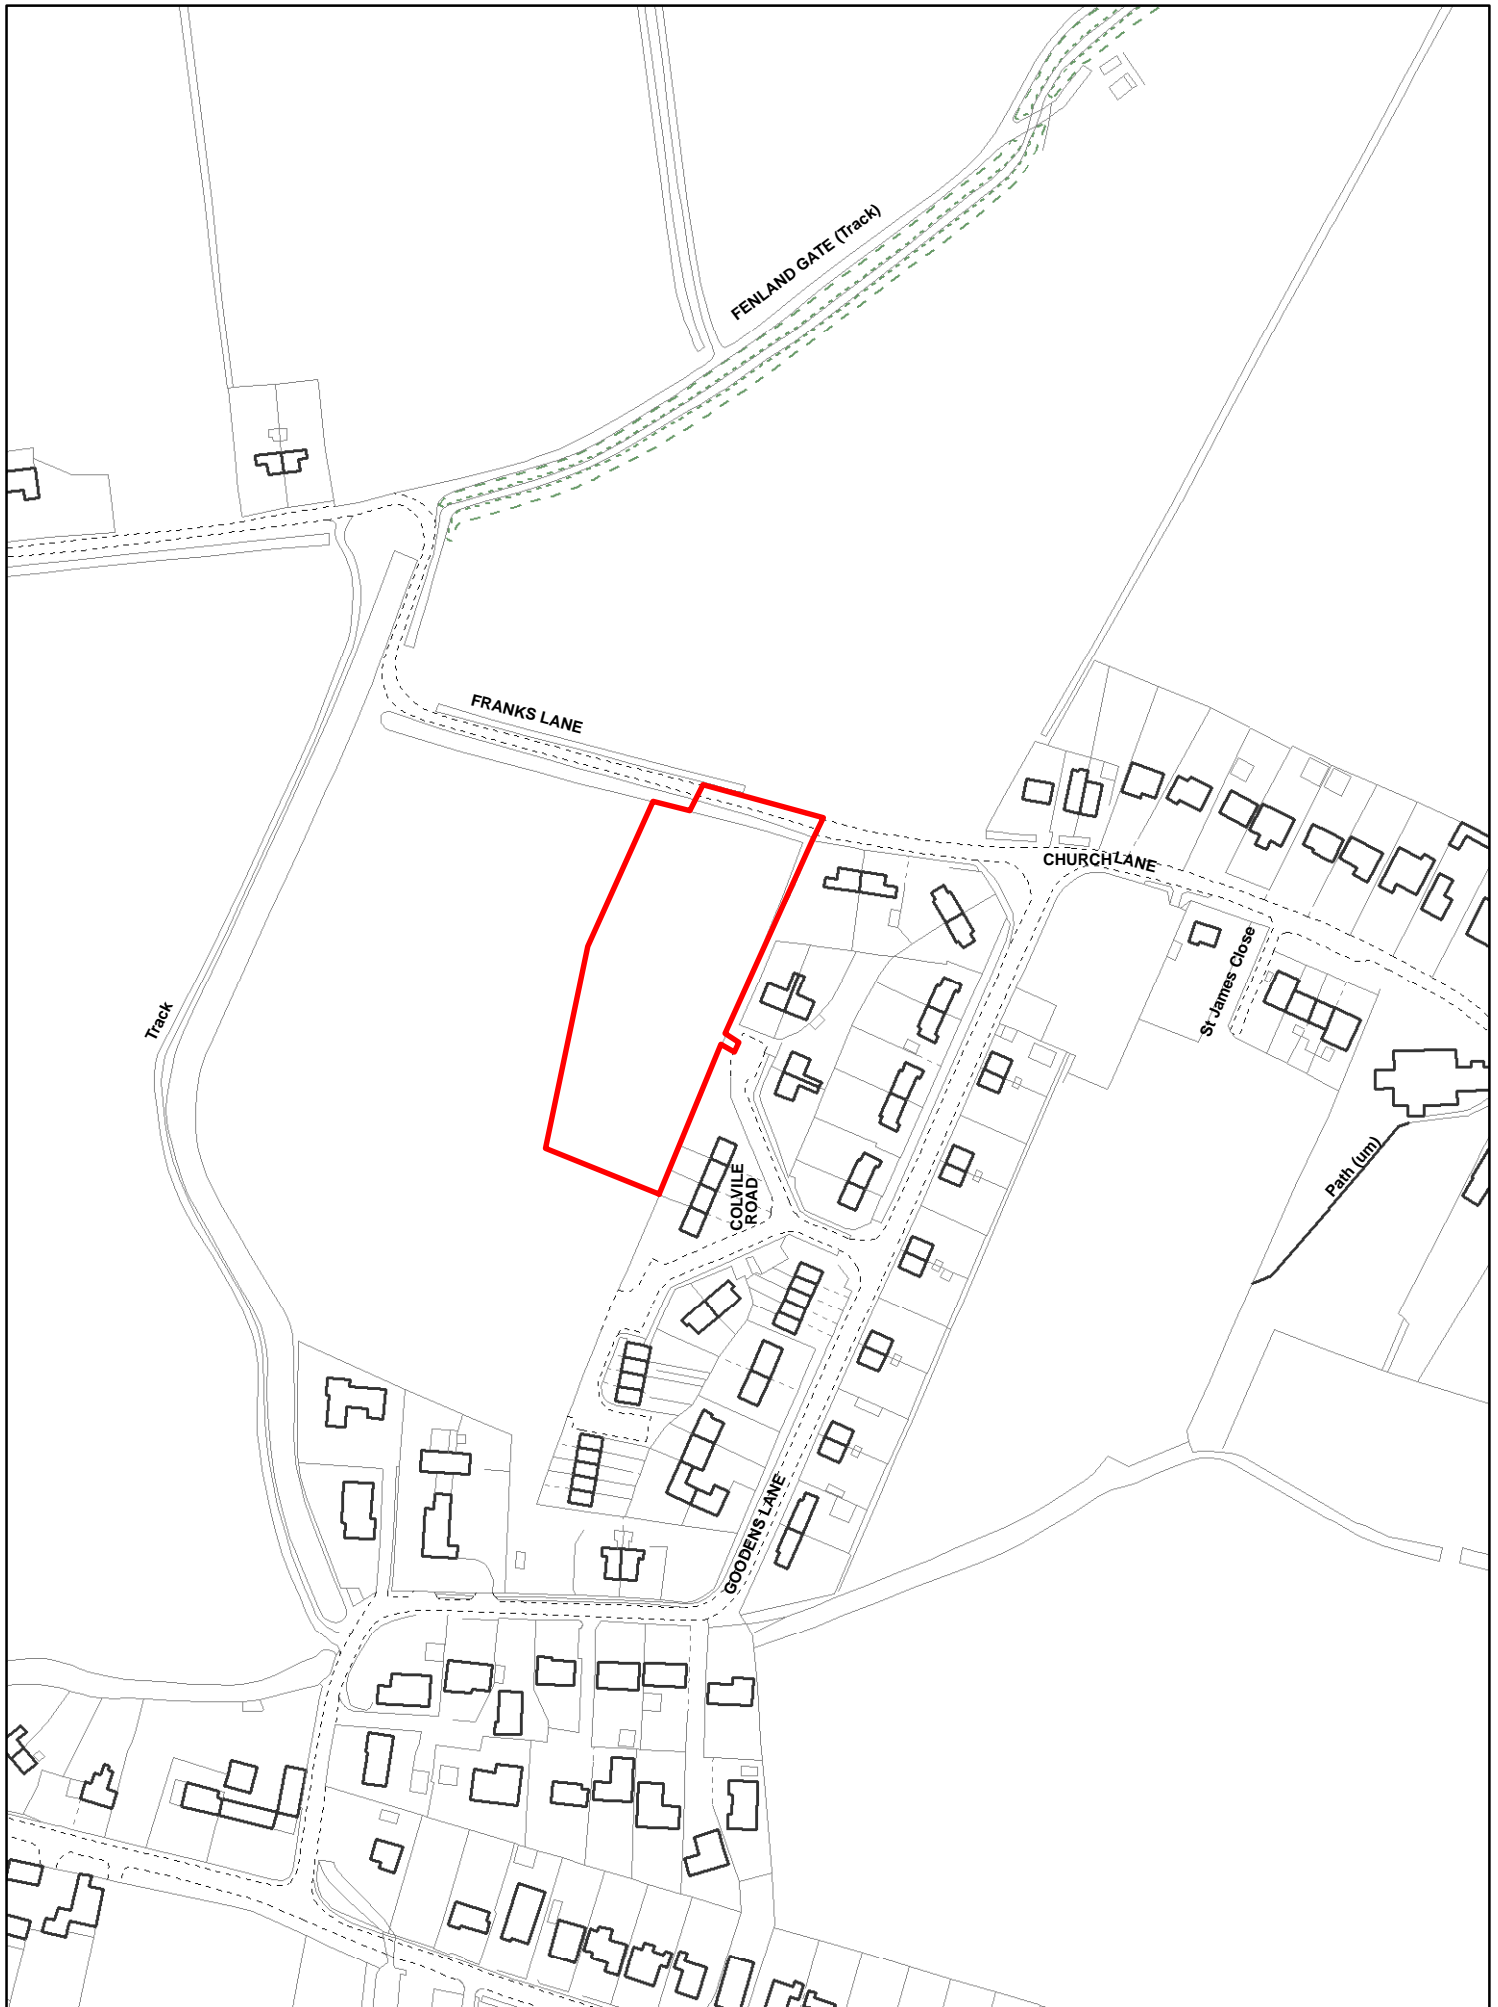 FENLAND GATE (Track)
FRANKS LANE
CHURCH LANE
St James Close
Track
Path (um)
COLVILE
ROAD
GOODENS LANE